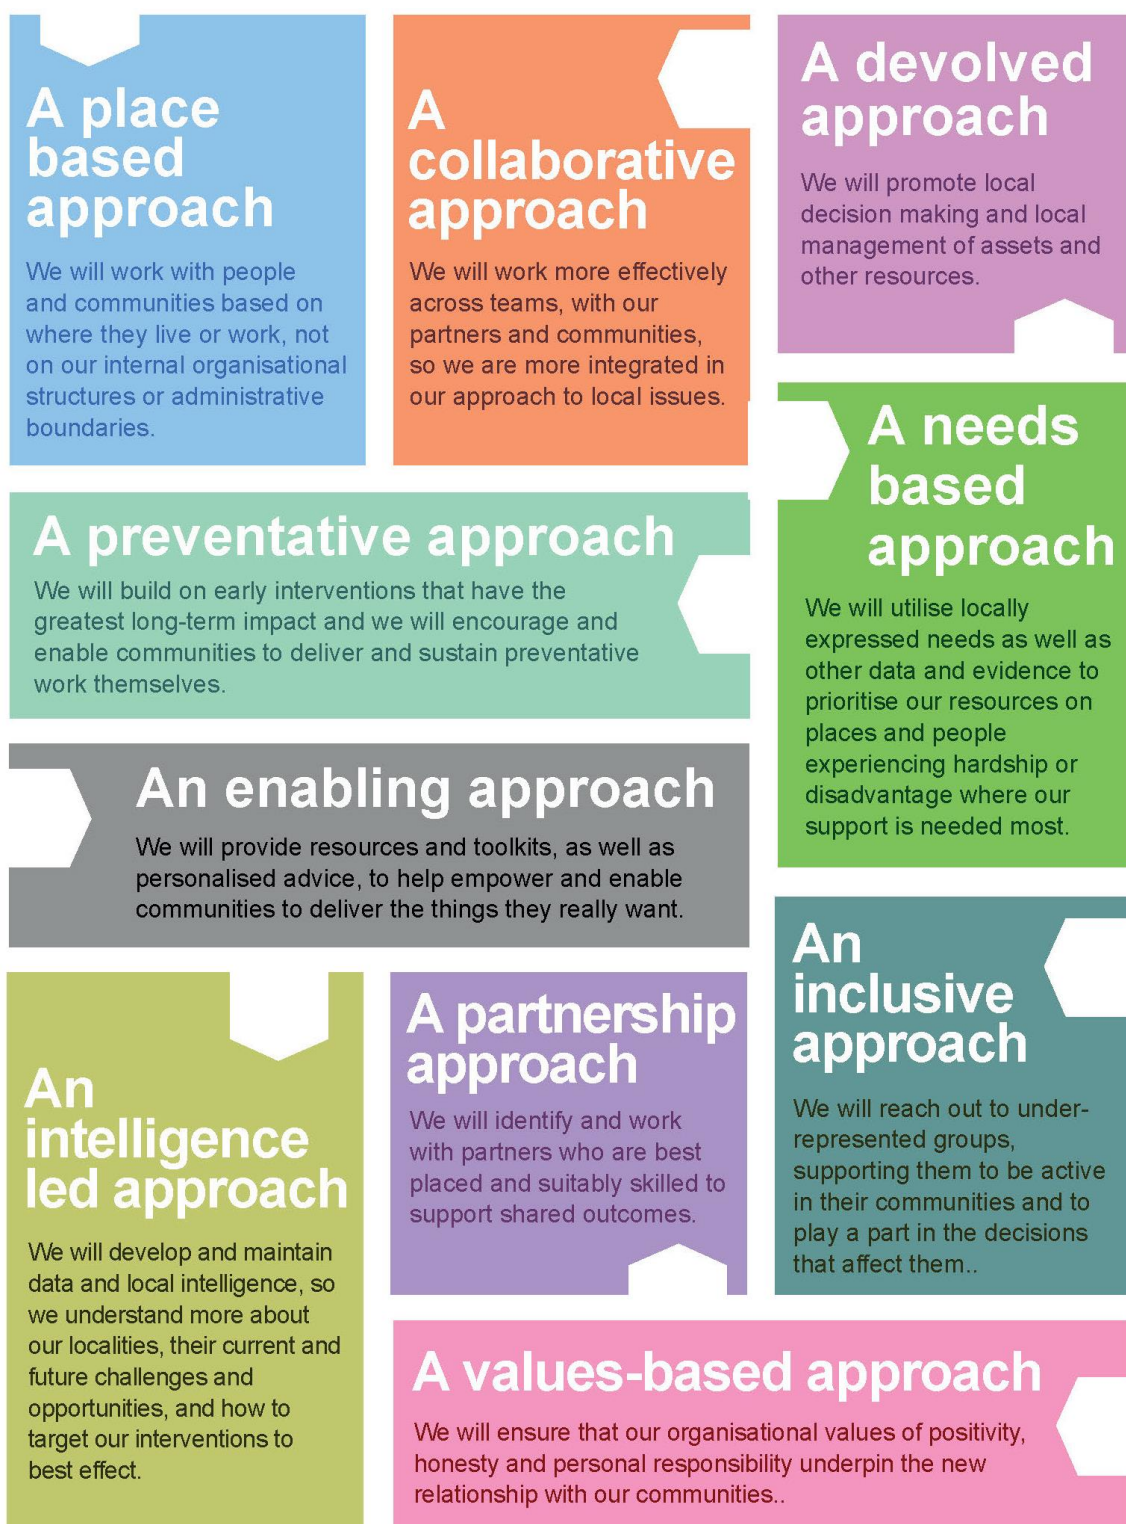 A place
based
approach
We will work with people
and communities based on
where they live or work, not
on our internal organisational
structures or administrative
boundaries.
A
collaborative
approach
We will work more effectively
across teams, with our
partners and communities,
so we are more integrated in
our approach to local issues.
A devolved
approach
We will promote local
decision making and local
management of assets and
other resources.
A needs
based
approach
We will utilise locally
expressed needs as well as
other data and evidence to
prioritise our resources on
places and people
experiencing hardship or
disadvantage where our
support is needed most.
A preventative approach
We will build on early interventions that have the
greatest long-term impact and we will encourage and
enable communities to deliver and sustain preventative
work themselves.
An enabling approach
We will provide resources and toolkits, as well as
personalised advice, to help empower and enable
communities to deliver the things they really want.
An
intelligence
led approach
We will develop and maintain
data and local intelligence, so
we understand more about
our localities, their current and
future challenges and
opportunities, and how to
target our interventions to
best effect.
A partnership
approach
We will identify and work
with partners who are best
placed and suitably skilled to
support shared outcomes.
An
inclusive
approach
We will reach out to under-
represented groups,
supporting them to be active
in their communities and to
play a part in the decisions
that affect them..
A values-based approach
We will ensure that our organisational values of positivity,
honesty and personal responsibility underpin the new
relationship with our communities..